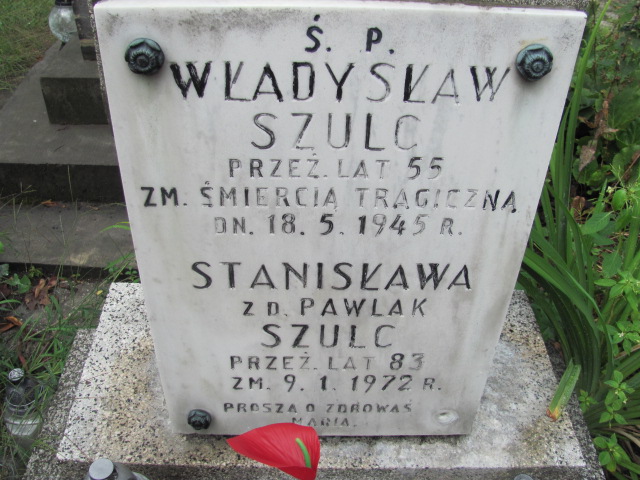 Ś. P.
WŁADYSŁAW
SZULC
PRZEŻ. LAT 55
ZM. ŚMIERCIĄ TRAGICZNĄ
DN. 18. 5. 1945 R.
STANISŁAWA
Z D. PAWLAK
SZULC
PRZEŻ. LAT 83
ZM. 9. 1. 1972 R.
PROSZĄ O ZDROWAŚ
MARIA.